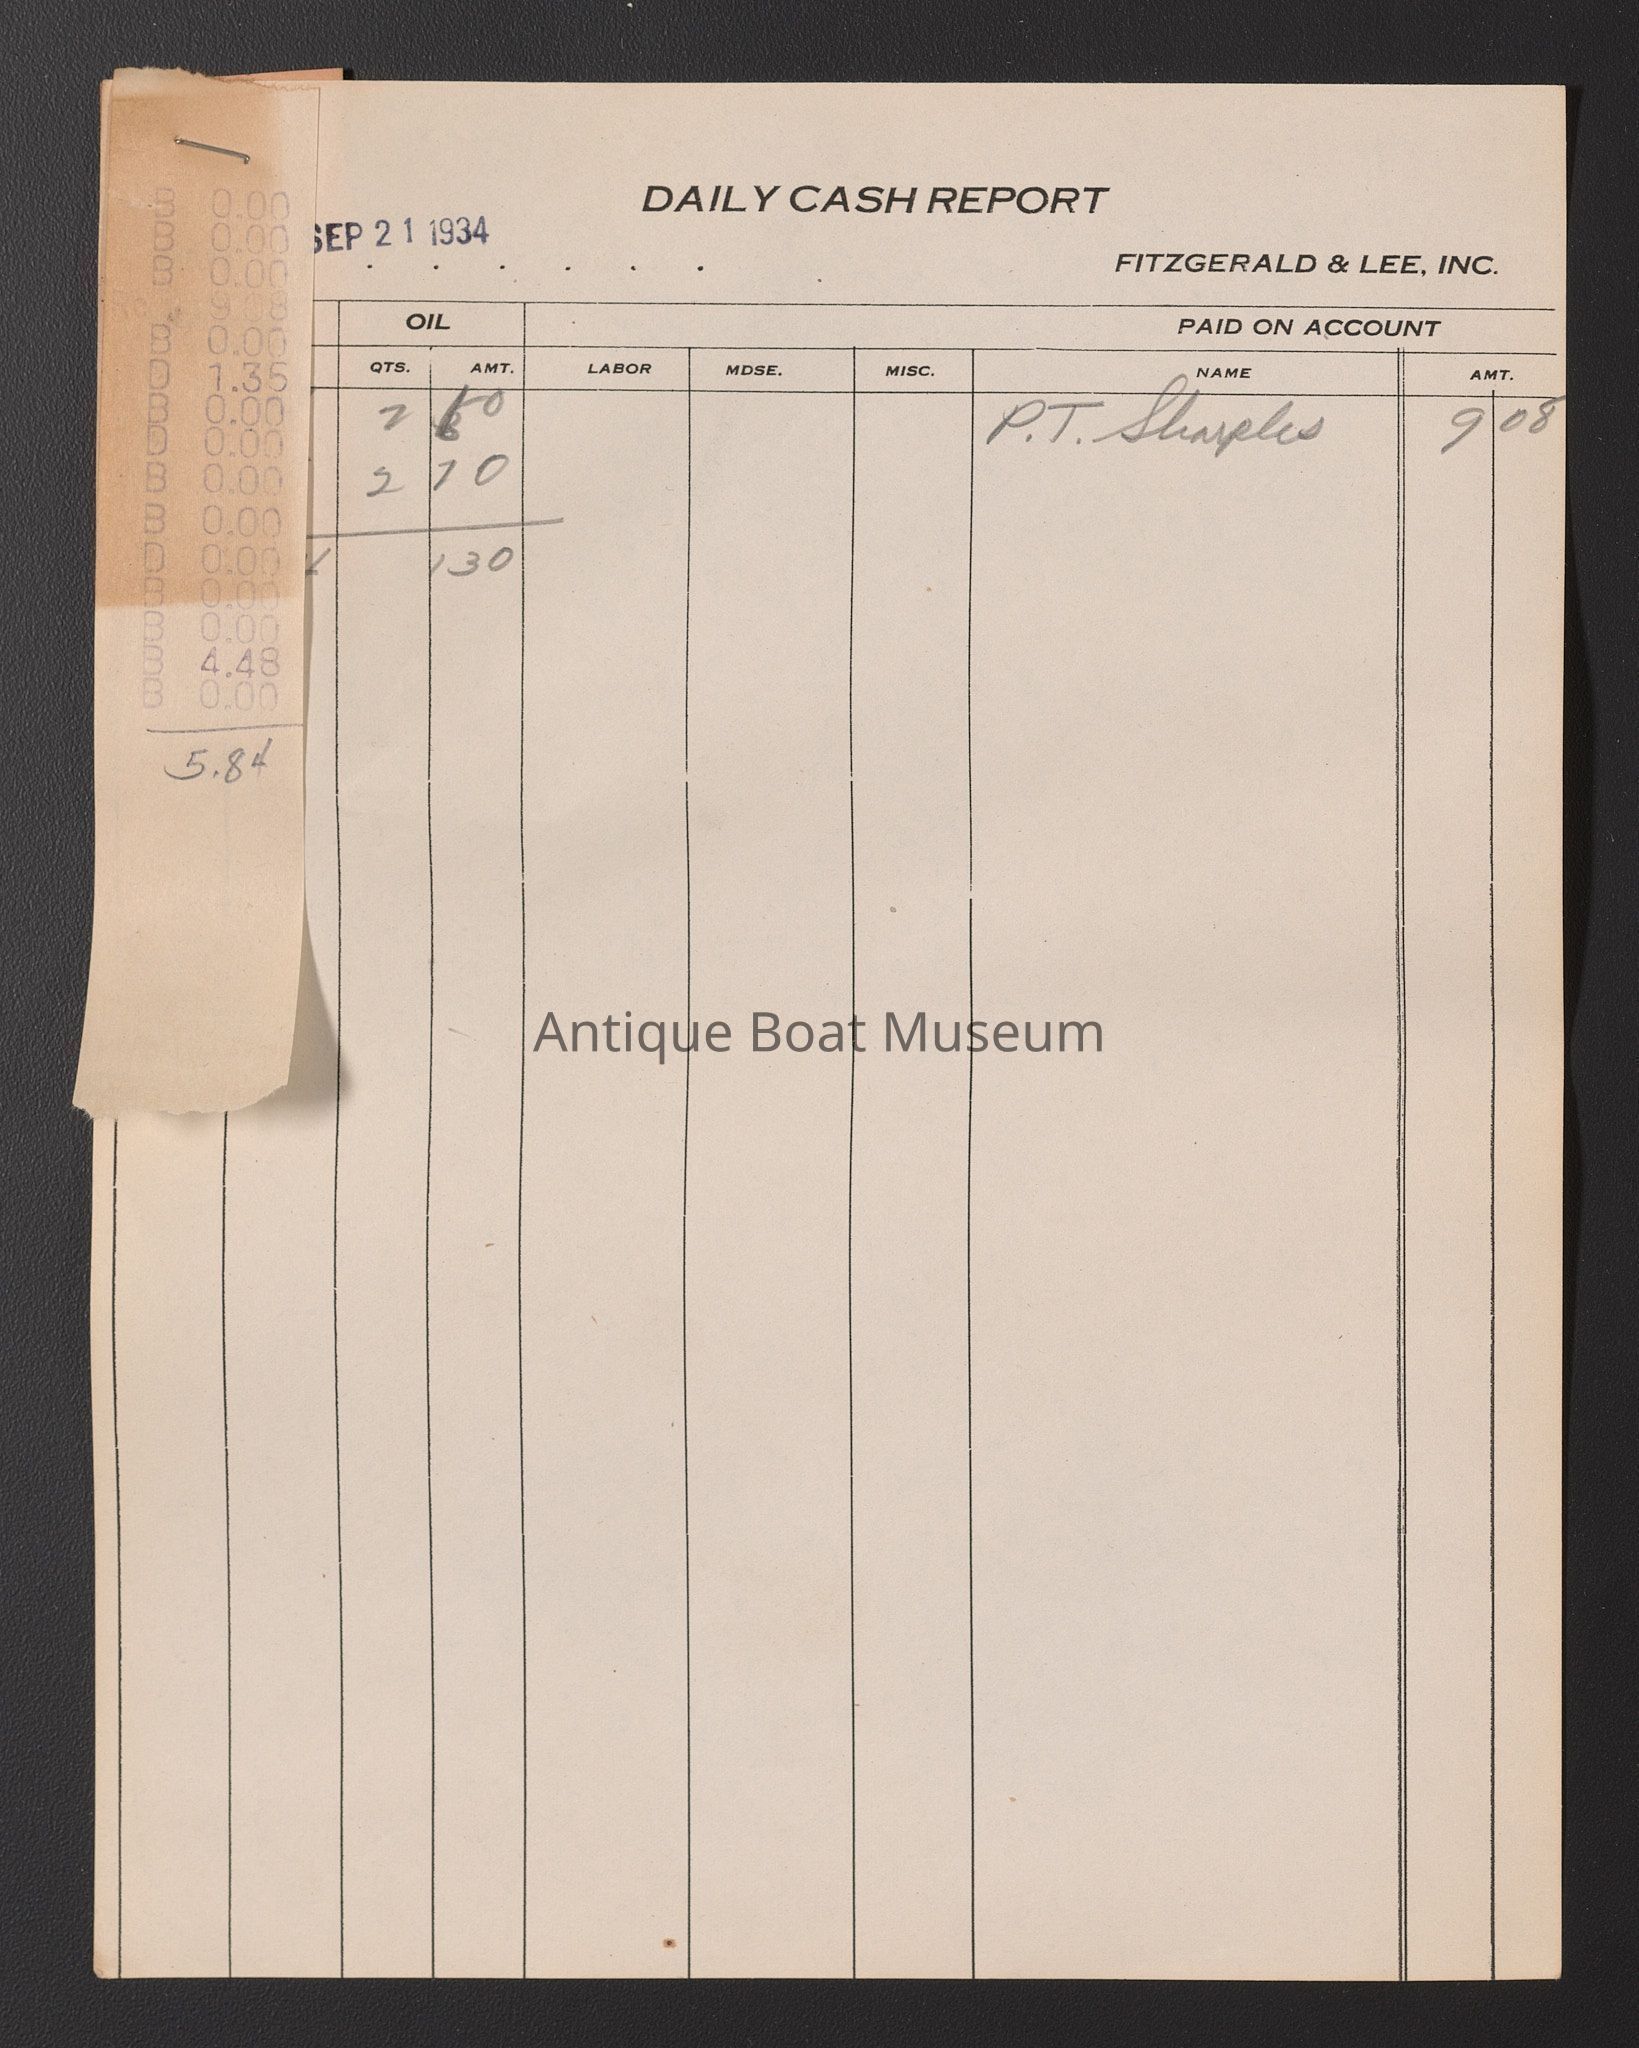 DAILY CASH REPORT
SEP 21 1934
FITZGERALD & LEE, INC.
OIL PAID ON ACCOUNT
QTS. AMT. LABOR MDSE. MISC. NAME AMT.
2 60 P.T. Sharples 9 08
2 70
130
B 0.00
B 0.00
B 0.00
9 08
B 0.00
D 1.35
B 0.00
D 0.00
B 0.00
B 0.00
D 0.00
B 0.00
B 0.00
B 4.48
B 0.00
5.84
Antique Boat Museum